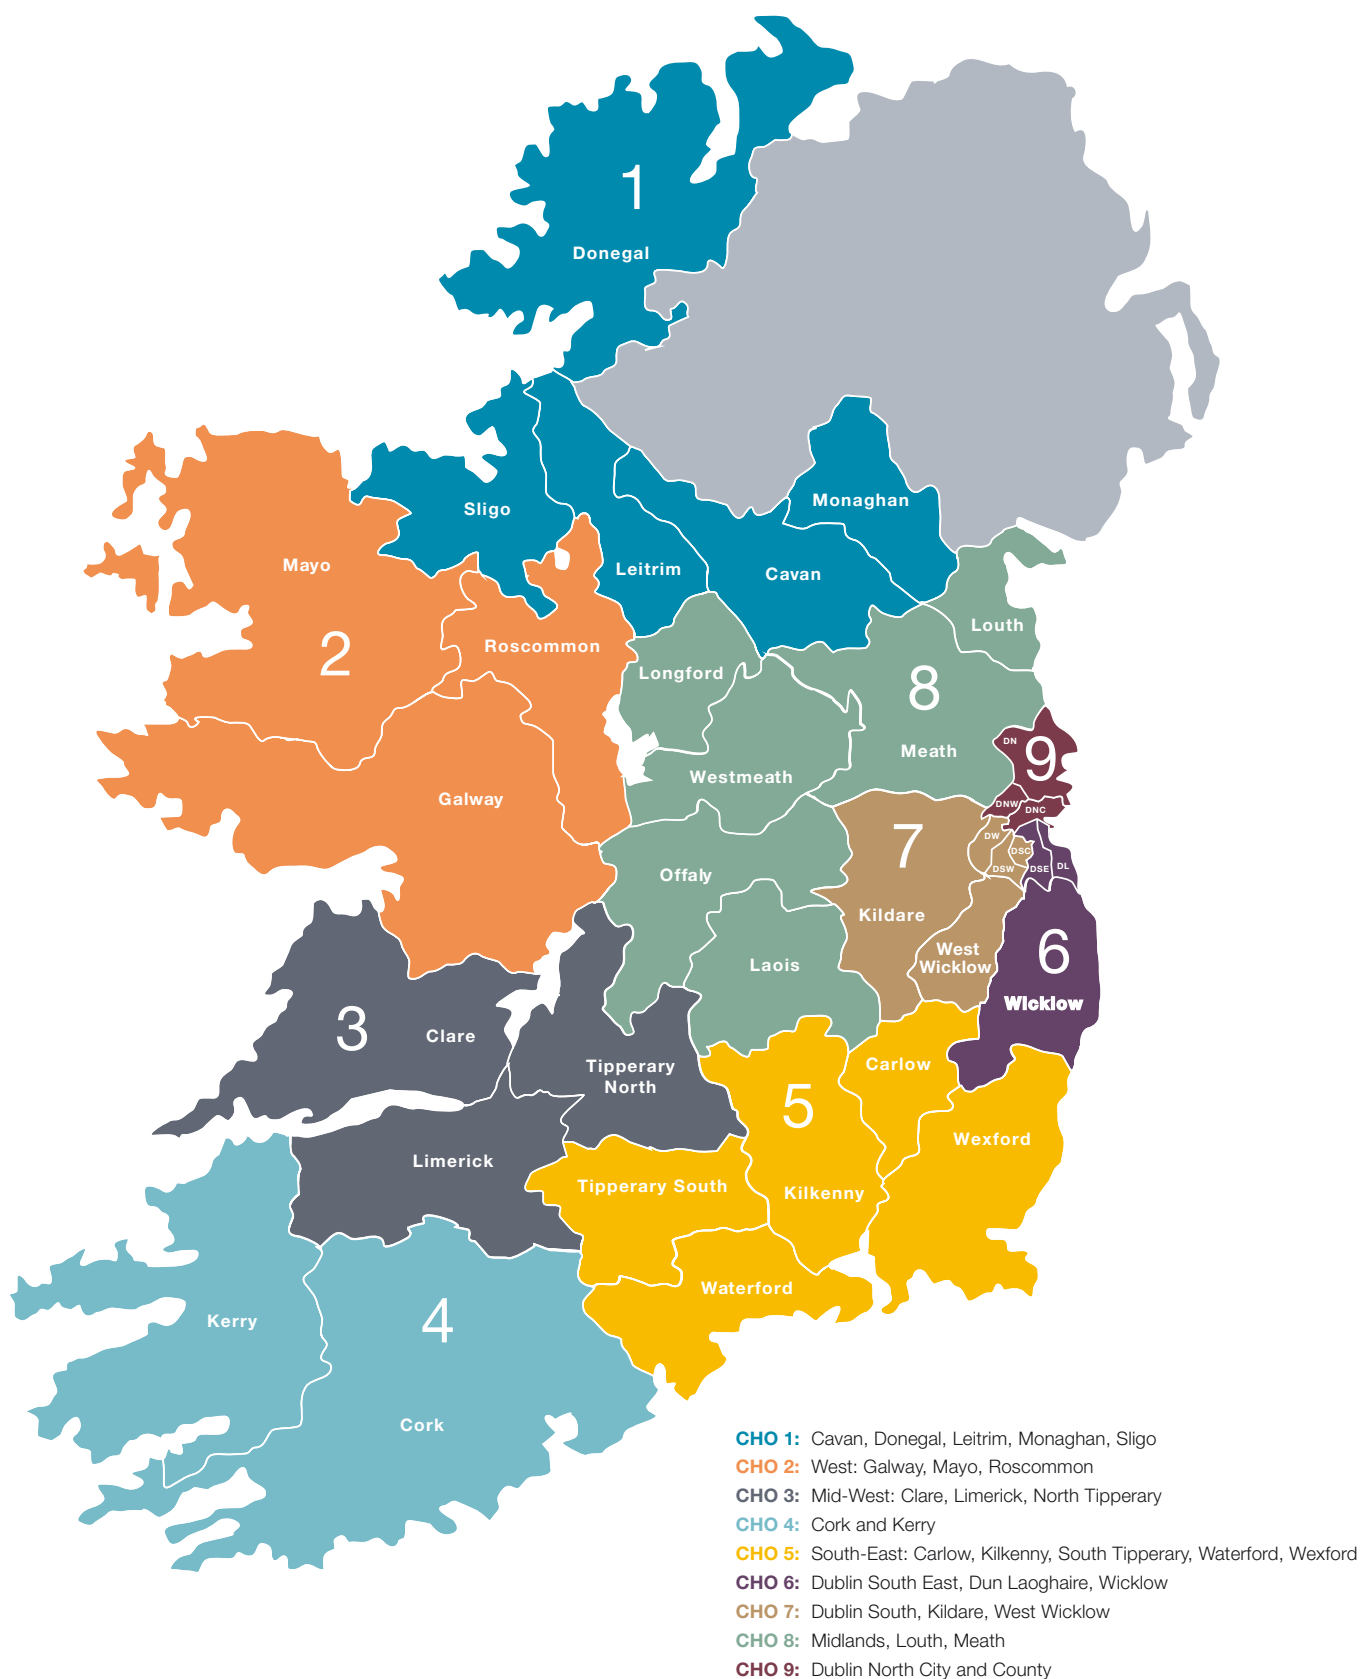 1
Donegal
Monaghan
Sligo
Mayo
Leitrim
Cavan
Louth
2
Roscommon
Longford
8
DN
9
Meath
Westmeath
Galway
DNW
DNC
DW
7
DSC
DSW
DSE
DL
Offaly
Kildare
West
Wicklow
6
Laois
Wicklow
3
Clare
Tipperary
North
Carlow
5
Wexford
Limerick
Tipperary South
Kilkenny
Waterford
Kerry
4
Cork
CHO 1: Cavan, Donegal, Leitrim, Monaghan, Sligo
CHO 2: West: Galway, Mayo, Roscommon
CHO 3: Mid-West: Clare, Limerick, North Tipperary
CHO 4: Cork and Kerry
CHO 5: South-East: Carlow, Kilkenny, South Tipperary, Waterford, Wexford
CHO 6: Dublin South East, Dun Laoghaire, Wicklow
CHO 7: Dublin South, Kildare, West Wicklow
CHO 8: Midlands, Louth, Meath
CHO 9: Dublin North City and County